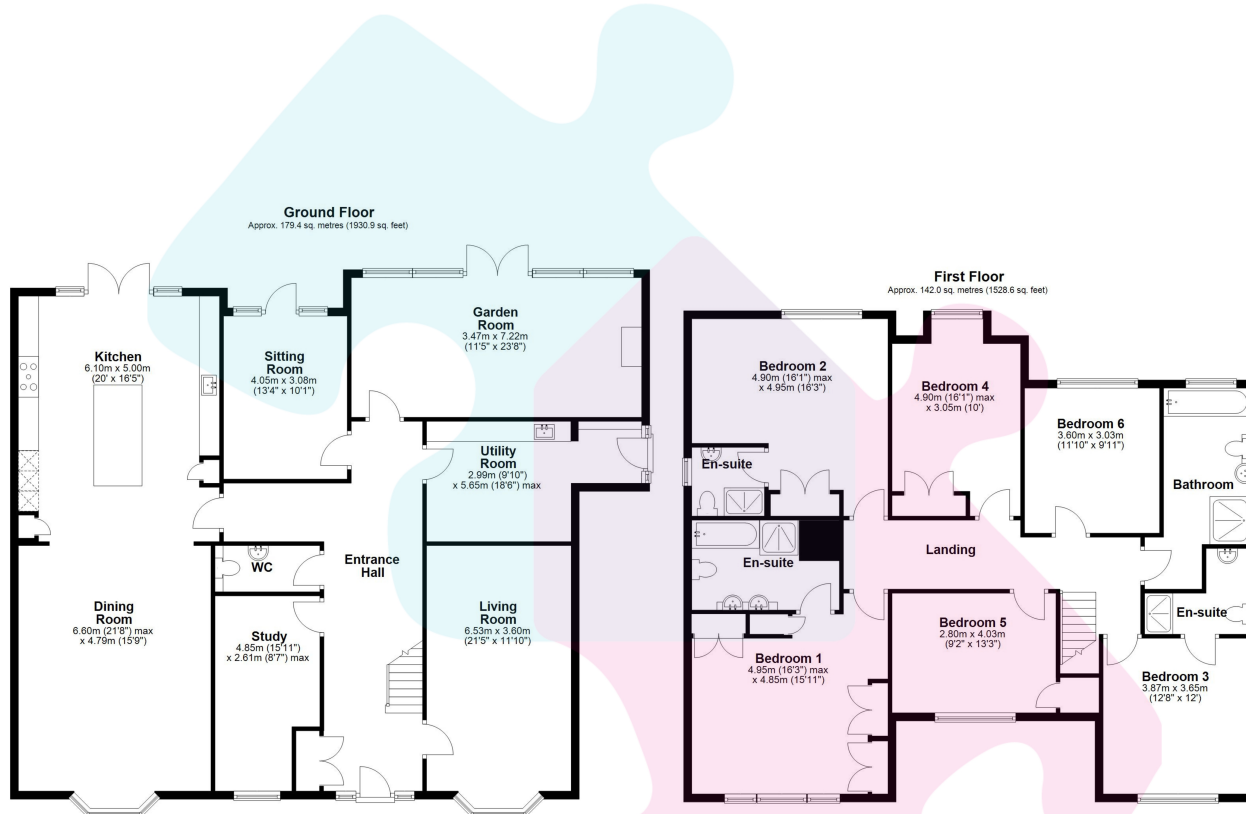 Ground Floor
Approx. 179.4 sq. metres (1930.9 sq. feet)
Kitchen
6.10m x 5.00m
(20' x 16'5")
Sitting
Room
4.05m x 3.08m
(13'4" x 10'1")
Garden
Room
3.47m x 7.22m
(11'5" x 23'8")
Utility
Room
2.99m (9'10")
x 5.65m (18'6") max
WC
Entrance
Hall
Dining
Room
6.60m (21'8") max
x 4.79m (15'9")
Study
4.85m (15'11")
x 2.61m (8'7") max
Living
Room
6.53m x 3.60m
(21'5" x 11'10")
First Floor
Approx. 142.0 sq. metres (1528.6 sq. feet)
Bedroom 2
4.90m (16'1") max
x 4.95m (16'3")
Bedroom 4
4.90m (16'1") max
x 3.05m (10')
Bedroom 6
3.60m x 3.03m
(11'10" x 9'11")
En-suite
Bathroom
Landing
En-suite
En-suite
Bedroom 1
4.95m (16'3") max
x 4.85m (15'11")
Bedroom 5
2.80m x 4.03m
(9'2" x 13'3")
Bedroom 3
3.87m x 3.65m
(12'8" x 12')